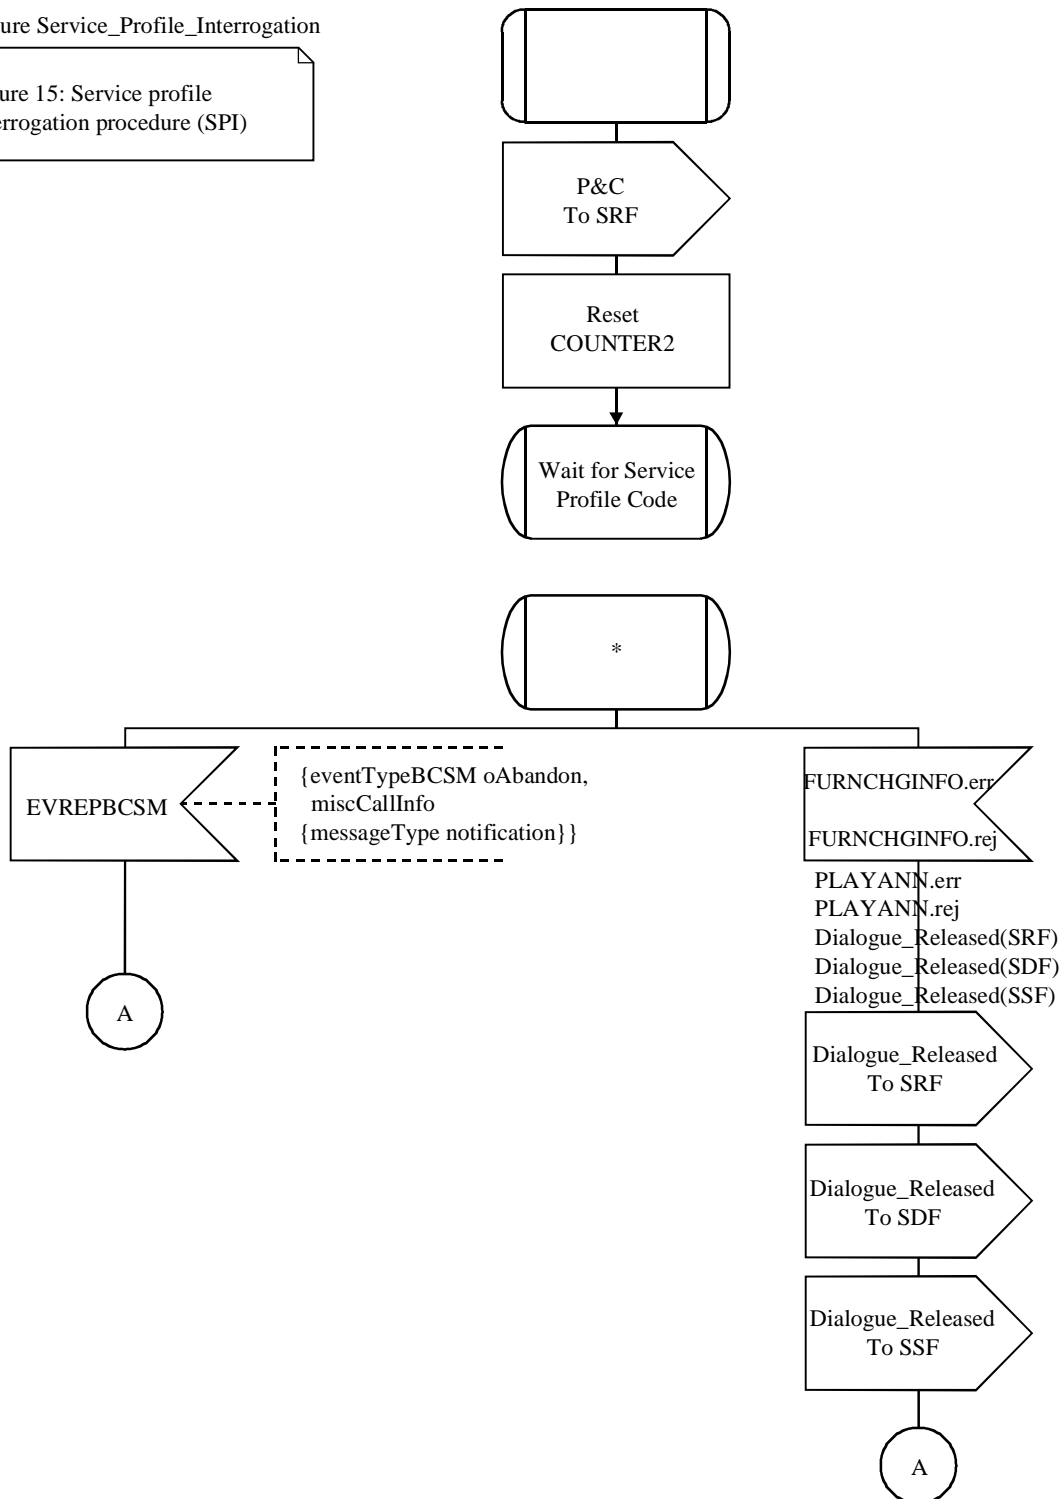 ure Service_Profile_Interrogation
ure 15: Service profile
errogation procedure (SPI)
P&C
To SRF
Reset
COUNTER2
Wait for Service
Profile Code
*
EVREPBCSM
{eventTypeBCSM oAbandon,
miscCallInfo
{messageType notification}}
FURNCHGINFO.err
FURNCHGINFO.rej
PLAYANN.err
PLAYANN.rej
Dialogue_Released(SRF)
Dialogue_Released(SDF)
Dialogue_Released(SSF)
A
Dialogue_Released
To SRF
Dialogue_Released
To SDF
Dialogue_Released
To SSF
A